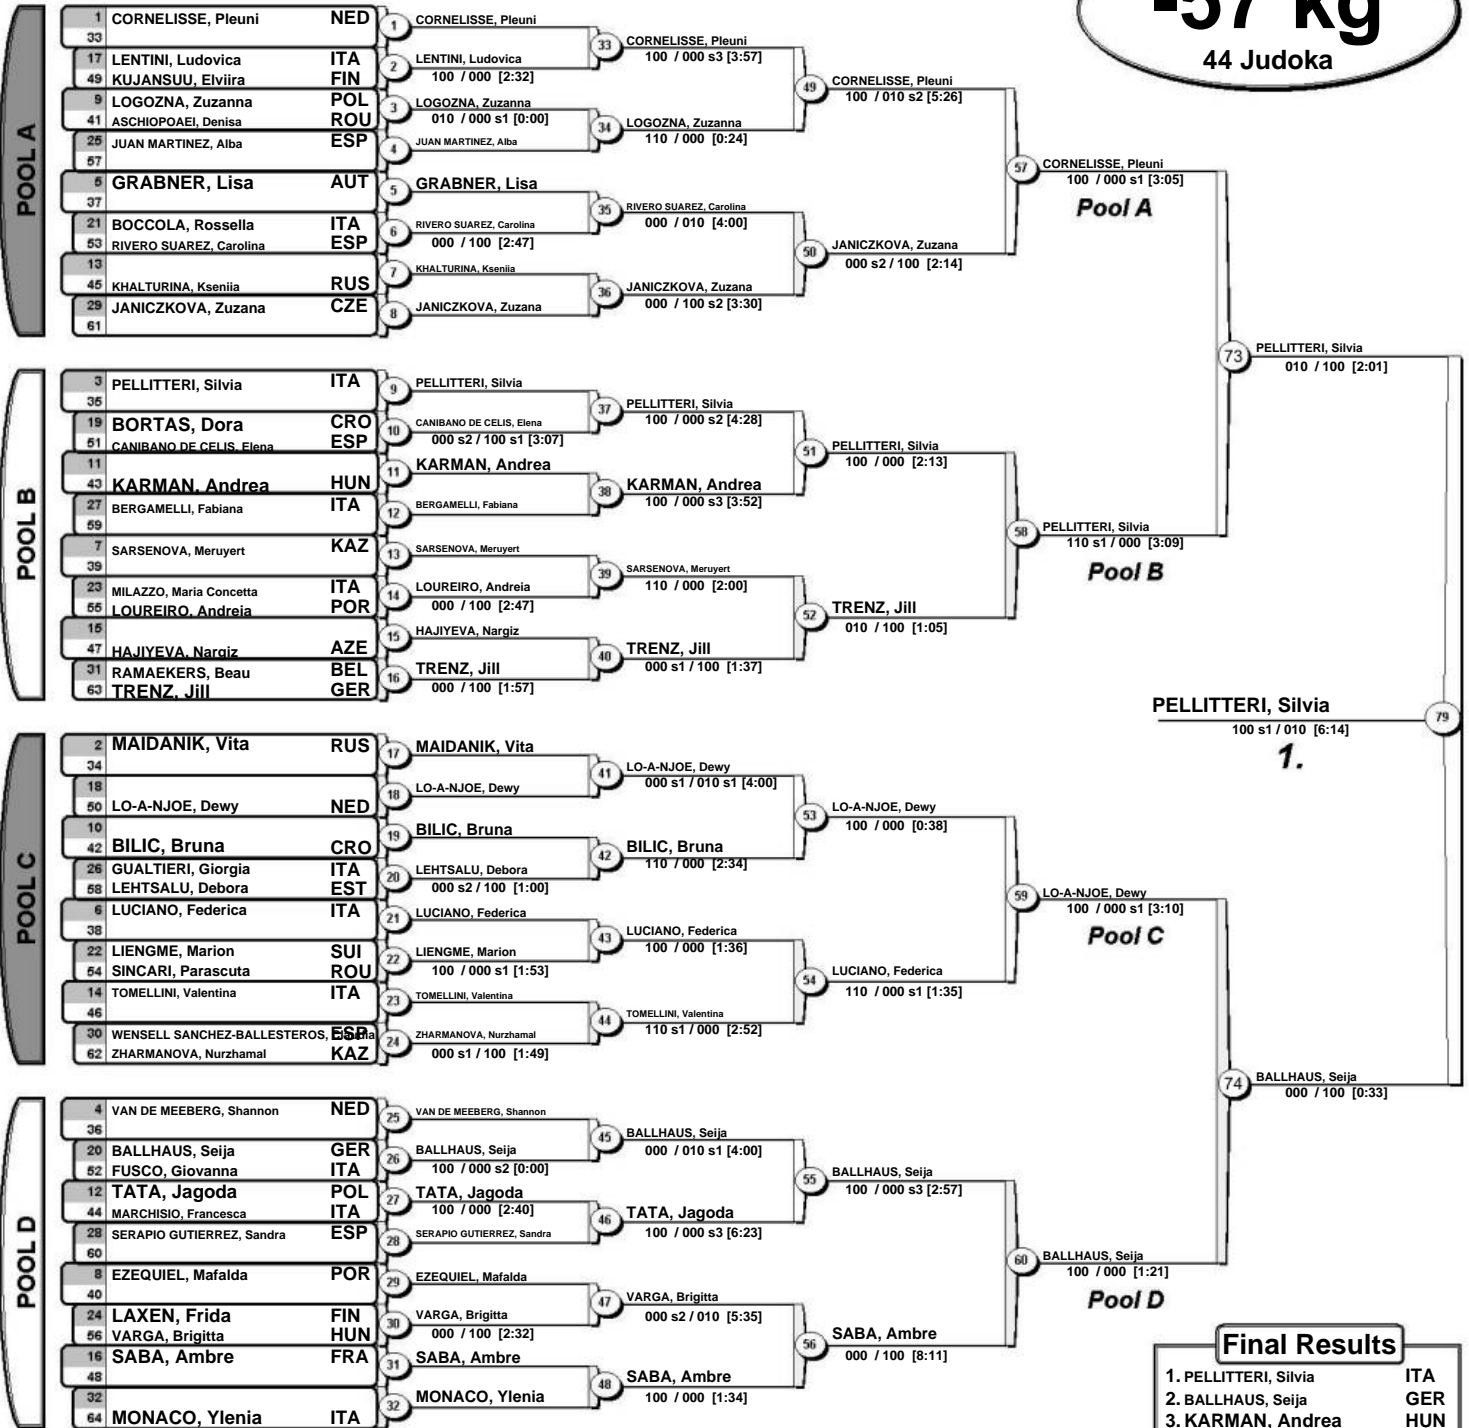 -57 kg
44 Judoka
POOL A
1 CORNELISSE, Pleuni NED
33
17 LENTINI, Ludovica ITA
49 KUJANSUU, Elviira FIN
9 LOGOZNA, Zuzanna POL
41 ASCHIOPOAEI, Denisa ROU
25 JUAN MARTINEZ, Alba ESP
57
5 GRABNER, Lisa AUT
37
21 BOCCOLA, Rossella ITA
53 RIVERO SUAREZ, Carolina ESP
13
45 KHALTURINA, Kseniia RUS
29 JANICZKOVA, Zuzana CZE
61
1 CORNELISSE, Pleuni
2 LENTINI, Ludovica
100 / 000 [2:32]
3 LOGOZNA, Zuzanna
010 / 000 s1 [0:00]
4 JUAN MARTINEZ, Alba
5 GRABNER, Lisa
6 RIVERO SUAREZ, Carolina
000 / 100 [2:47]
7 KHALTURINA, Kseniia
8 JANICZKOVA, Zuzana
33 CORNELISSE, Pleuni
100 / 000 s3 [3:57]
34 LOGOZNA, Zuzanna
110 / 000 [0:24]
35 RIVERO SUAREZ, Carolina
000 / 010 [4:00]
36 JANICZKOVA, Zuzana
000 / 100 s2 [3:30]
49 CORNELISSE, Pleuni
100 / 010 s2 [5:26]
50 JANICZKOVA, Zuzana
000 s2 / 100 [2:14]
57 CORNELISSE, Pleuni
100 / 000 s1 [3:05]
Pool A
POOL B
3 PELLITTERI, Silvia ITA
35
19 BORTAS, Dora CRO
51 CANIBANO DE CELIS, Elena ESP
11
43 KARMAN, Andrea HUN
27 BERGAMELLI, Fabiana ITA
59
7 SARSENOVA, Meruyert KAZ
39
23 MILAZZO, Maria Concetta ITA
55 LOUREIRO, Andreia POR
15
47 HAJIYEVA, Nargiz AZE
31 RAMAEKERS, Beau BEL
63 TRENZ, Jill GER
9 PELLITTERI, Silvia
10 CANIBANO DE CELIS, Elena
000 s2 / 100 s1 [3:07]
11 KARMAN, Andrea
12 BERGAMELLI, Fabiana
13 SARSENOVA, Meruyert
14 LOUREIRO, Andreia
000 / 100 [2:47]
15 HAJIYEVA, Nargiz
16 TRENZ, Jill
000 / 100 [1:57]
37 PELLITTERI, Silvia
100 / 000 s2 [4:28]
38 KARMAN, Andrea
100 / 000 s3 [3:52]
39 SARSENOVA, Meruyert
110 / 000 [2:00]
40 TRENZ, Jill
000 s1 / 100 [1:37]
51 PELLITTERI, Silvia
100 / 000 [2:13]
52 TRENZ, Jill
010 / 100 [1:05]
58 PELLITTERI, Silvia
110 s1 / 000 [3:09]
Pool B
73 PELLITTERI, Silvia
010 / 100 [2:01]
PELLITTERI, Silvia 79
100 s1 / 010 [6:14]
1.
POOL C
2 MAIDANIK, Vita RUS
34
18
50 LO-A-NJOE, Dewy NED
10
42 BILIC, Bruna CRO
26 GUALTIERI, Giorgia ITA
58 LEHTSALU, Debora EST
6 LUCIANO, Federica ITA
38
22 LIENGME, Marion SUI
54 SINCARI, Parascuta ROU
14 TOMELLINI, Valentina ITA
46
30 WENSELL SANCHEZ-BALLESTEROS, Claudia ESP
62 ZHARMANOVA, Nurzhamal KAZ
17 MAIDANIK, Vita
18 LO-A-NJOE, Dewy
19 BILIC, Bruna
20 LEHTSALU, Debora
000 s2 / 100 [1:00]
21 LUCIANO, Federica
22 LIENGME, Marion
100 / 000 s1 [1:53]
23 TOMELLINI, Valentina
24 ZHARMANOVA, Nurzhamal
000 s1 / 100 [1:49]
41 LO-A-NJOE, Dewy
000 s1 / 010 s1 [4:00]
42 BILIC, Bruna
110 / 000 [2:34]
43 LUCIANO, Federica
100 / 000 [1:36]
44 TOMELLINI, Valentina
110 s1 / 000 [2:52]
53 LO-A-NJOE, Dewy
100 / 000 [0:38]
54 LUCIANO, Federica
110 / 000 s1 [1:35]
59 LO-A-NJOE, Dewy
100 / 000 s1 [3:10]
Pool C
POOL D
4 VAN DE MEEBERG, Shannon NED
36
20 BALLHAUS, Seija GER
52 FUSCO, Giovanna ITA
12 TATA, Jagoda POL
44 MARCHISIO, Francesca ITA
28 SERAPIO GUTIERREZ, Sandra ESP
60
8 EZEQUIEL, Mafalda POR
40
24 LAXEN, Frida FIN
56 VARGA, Brigitta HUN
16 SABA, Ambre FRA
48
32
64 MONACO, Ylenia ITA
25 VAN DE MEEBERG, Shannon
26 BALLHAUS, Seija
100 / 000 s2 [0:00]
27 TATA, Jagoda
100 / 000 [2:40]
28 SERAPIO GUTIERREZ, Sandra
29 EZEQUIEL, Mafalda
30 VARGA, Brigitta
000 / 100 [2:32]
31 SABA, Ambre
32 MONACO, Ylenia
45 BALLHAUS, Seija
000 / 010 s1 [4:00]
46 TATA, Jagoda
100 / 000 s3 [6:23]
47 VARGA, Brigitta
000 s2 / 010 [5:35]
48 SABA, Ambre
100 / 000 [1:34]
55 BALLHAUS, Seija
100 / 000 s3 [2:57]
56 SABA, Ambre
000 / 100 [8:11]
60 BALLHAUS, Seija
100 / 000 [1:21]
Pool D
74 BALLHAUS, Seija
000 / 100 [0:33]
Final Results
1. PELLITTERI, Silvia ITA
2. BALLHAUS, Seija GER
3. KARMAN, Andrea HUN